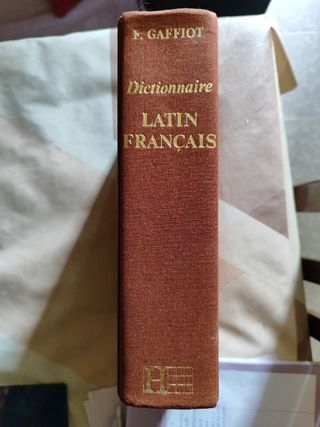 F. GAFFIOT
Dictionnaire
LATIN
FRANÇAIS
H